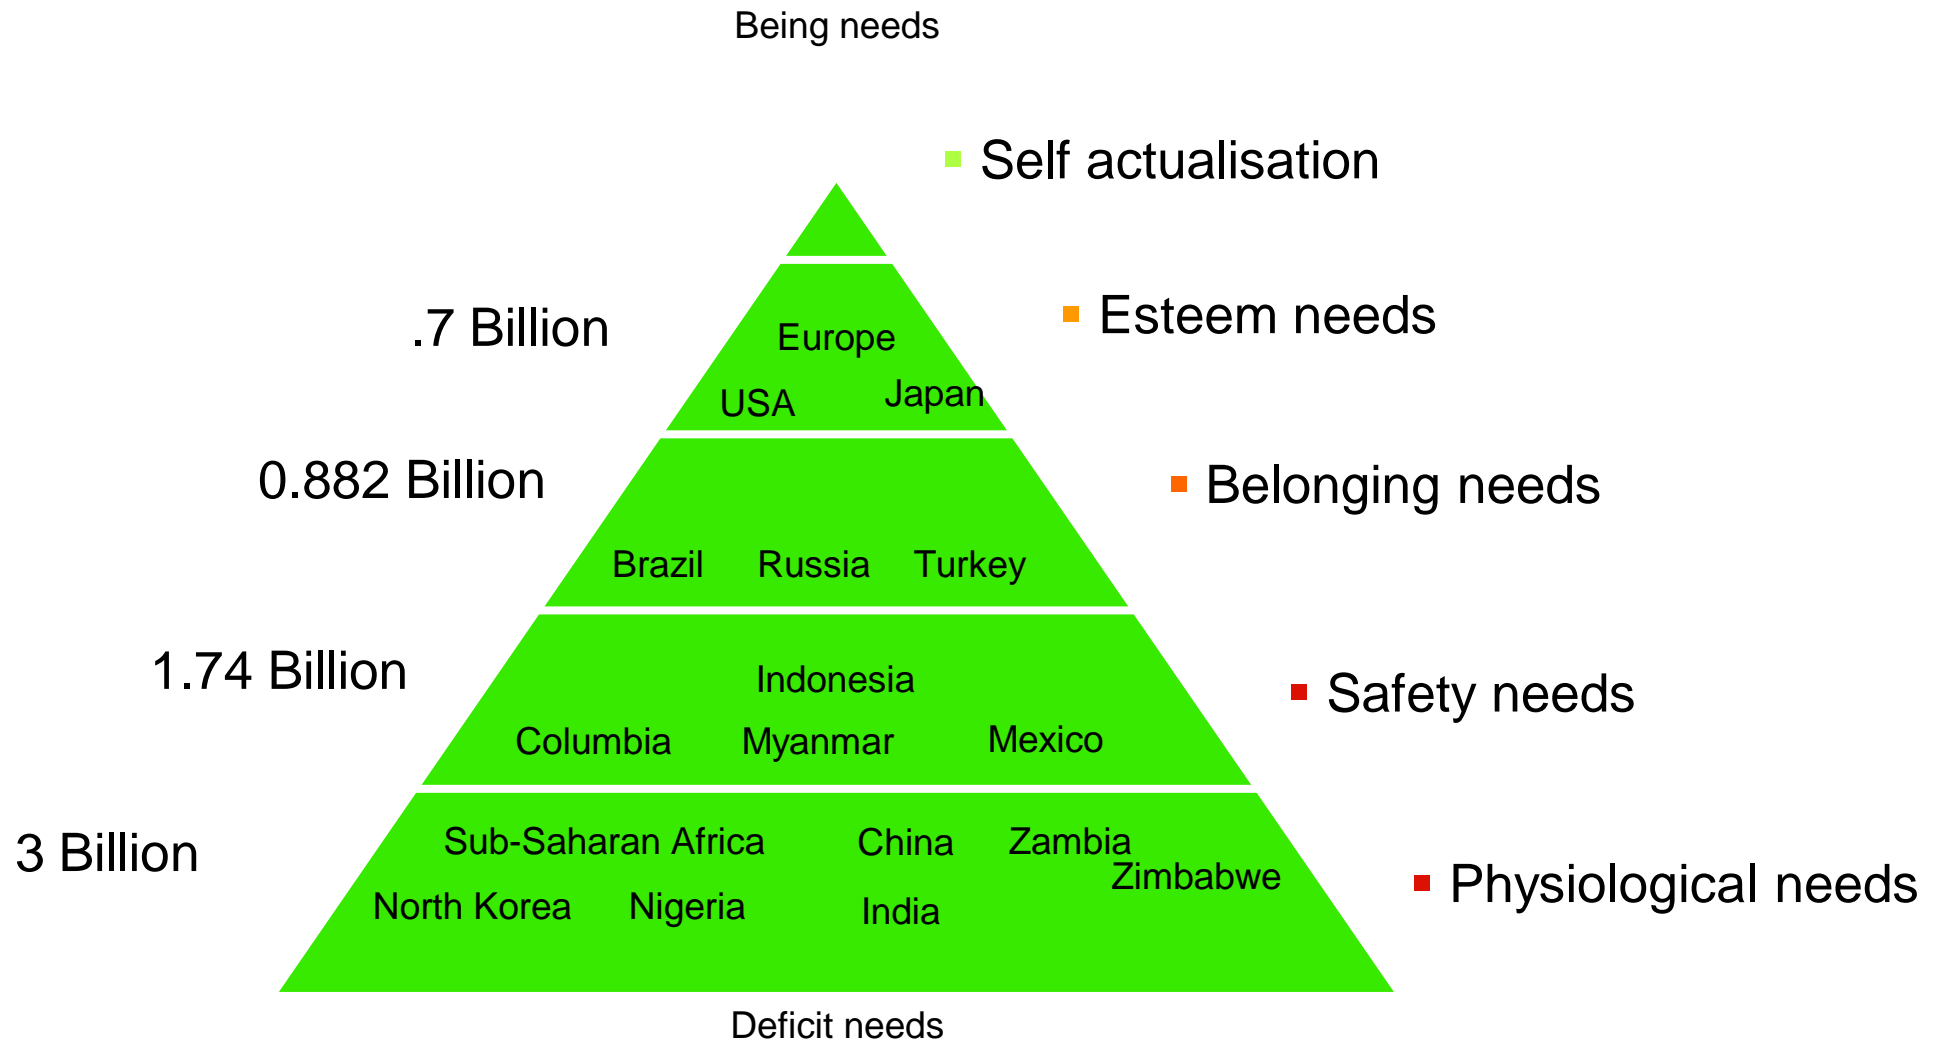 Being needs
Self actualisation
.7 Billion
Esteem needs
Europe
USA
Japan
0.882 Billion
Belonging needs
Brazil Russia Turkey
1.74 Billion
Safety needs
Indonesia
Columbia Myanmar Mexico
3 Billion
Physiological needs
Sub-Saharan Africa China Zambia
Zimbabwe
North Korea Nigeria India
Deficit needs